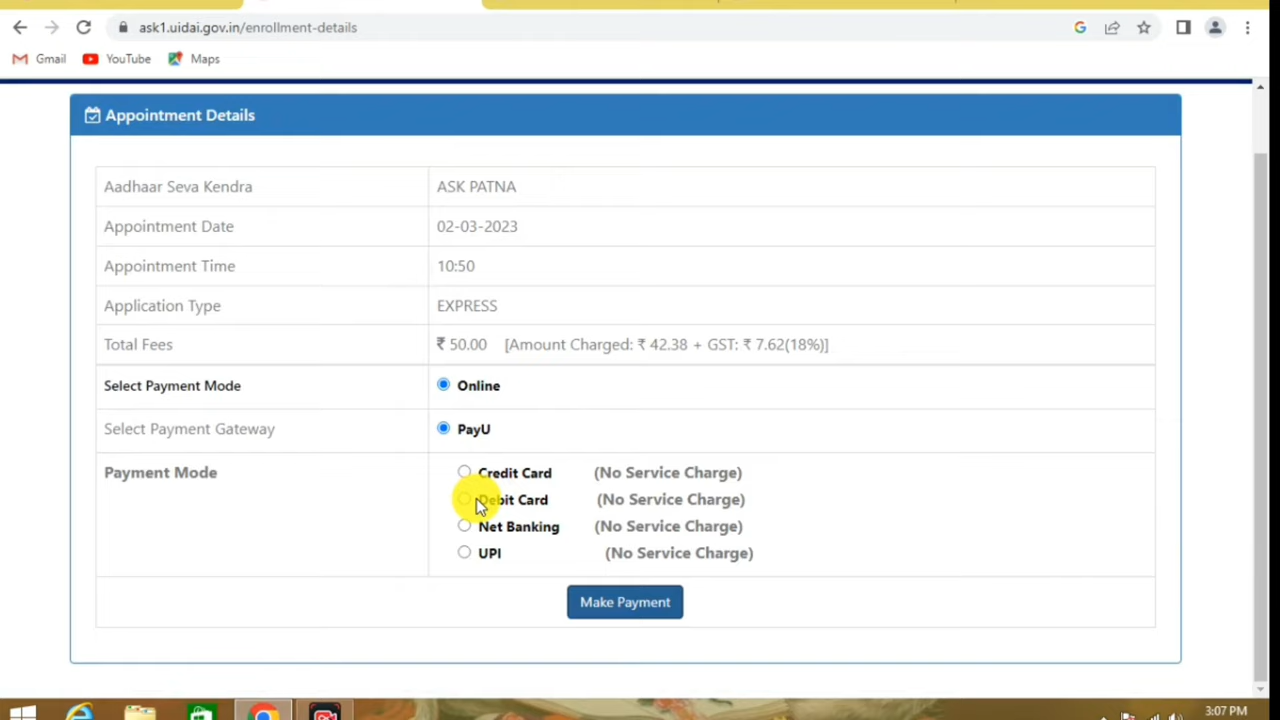 ask1.uidai.gov.in/enrollment-details
Gmail YouTube Maps
Appointment Details
Aadhaar Seva Kendra ASK PATNA
Appointment Date 02-03-2023
Appointment Time 10:50
Application Type EXPRESS
Total Fees ₹ 50.00 [Amount Charged: ₹ 42.38 + GST: ₹ 7.62(18%)]
Select Payment Mode Online
Select Payment Gateway PayU
Payment Mode Credit Card (No Service Charge)
Debit Card (No Service Charge)
Net Banking (No Service Charge)
UPI (No Service Charge)
Make Payment
3:07 PM